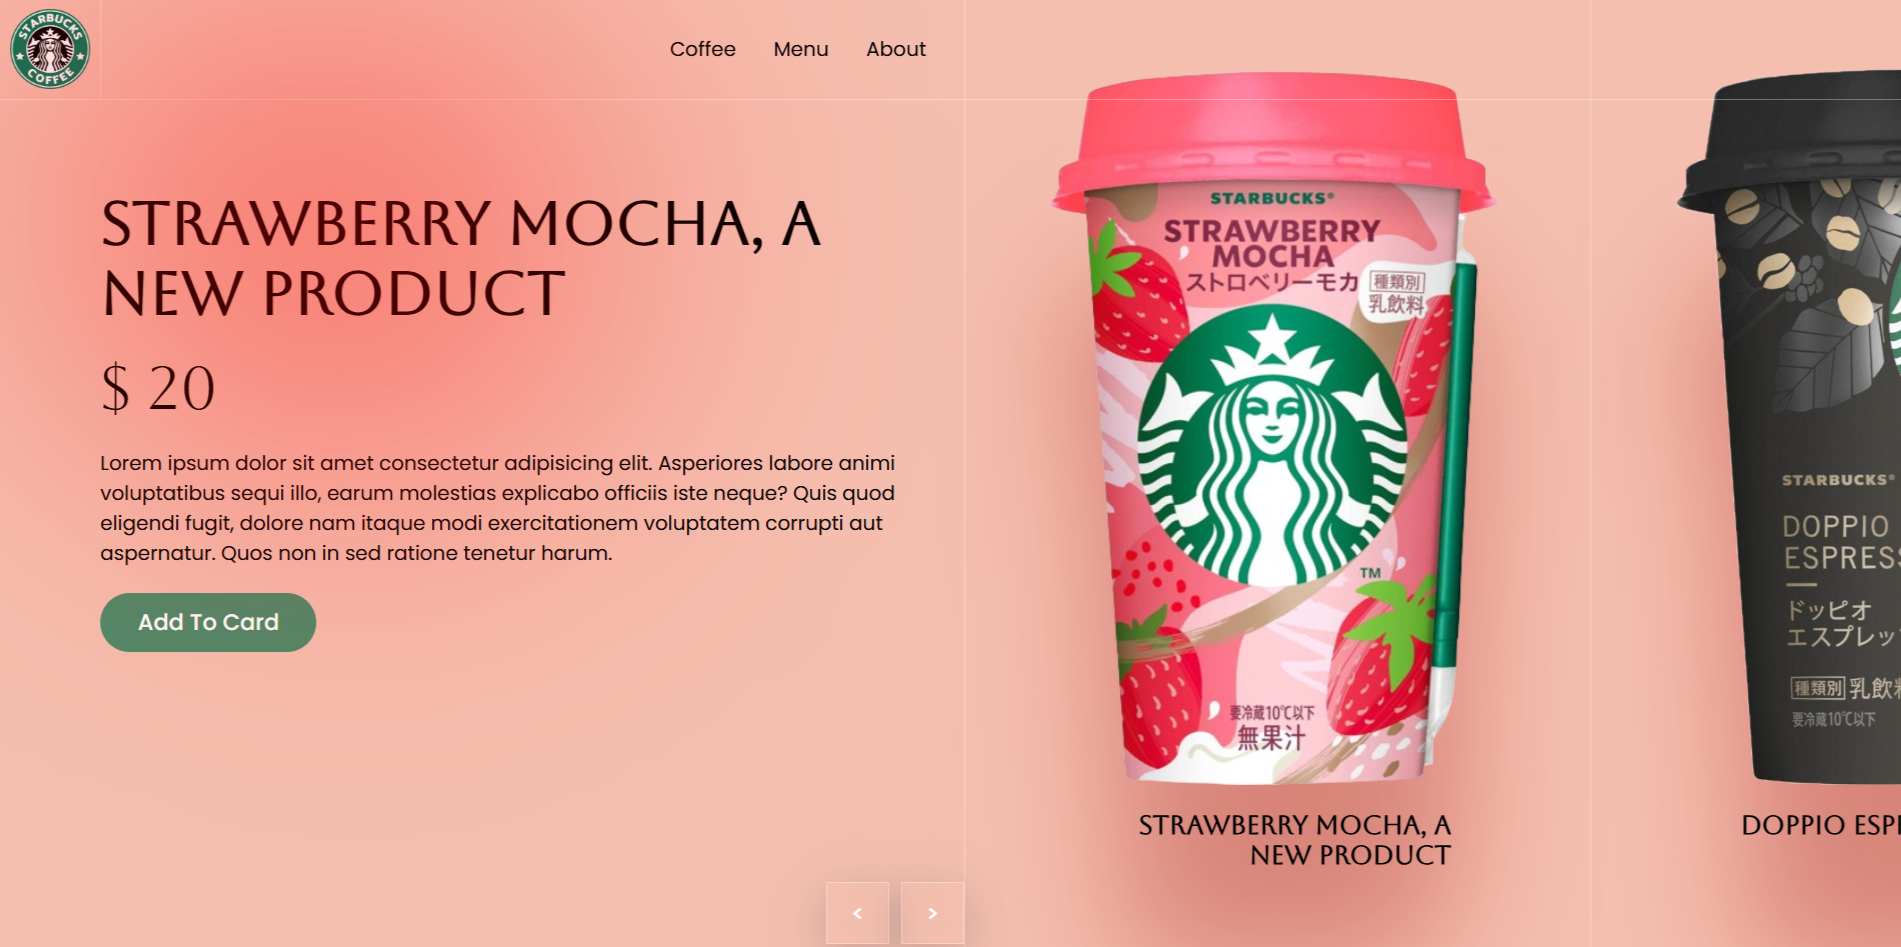 STARBUCKS
COFFEE
Coffee
Menu
About
STRAWBERRY MOCHA, A
NEW PRODUCT
$ 20
Lorem ipsum dolor sit amet consectetur adipisicing elit. Asperiores labore animi
voluptatibus sequi illo, earum molestias explicabo officiis iste neque? Quis quod
eligendi fugit, dolore nam itaque modi exercitationem voluptatem corrupti aut
aspernatur. Quos non in sed ratione tenetur harum.
Add To Card
<
>
STARBUCKS®
STRAWBERRY
MOCHA
ストロベリーモカ
種類別
乳飲料
TM
要冷蔵10℃以下
無果汁
STRAWBERRY MOCHA, A
NEW PRODUCT
STARBUCKS®
DOPPIO
ESPRESS
ドッピオ
エスプレッ
種類別 乳飲料
要冷蔵10℃以下
DOPPIO ESP